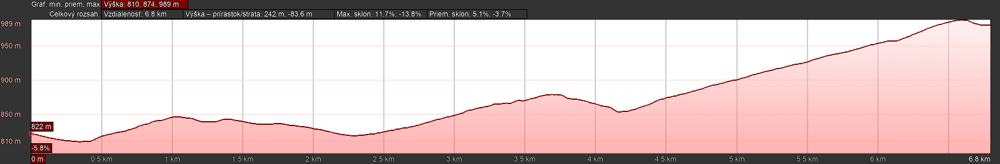 Graf: min, priem, max Výška: 810, 874, 989 m
Celkový rozsah: Vzdialenosť: 6.8 km Výška – prírastok/strata: 242 m, -83.6 m Max. sklon: 11.7%, -13.8% Priem. sklon: 5.1%, -3.7%
989 m
950 m
900 m
850 m
822 m
810 m
-5.8%
0 m 0.5 km 1 km 1.5 km 2 km 2.5 km 3 km 3.5 km 4 km 4.5 km 5 km 5.5 km 6 km 6.8 km